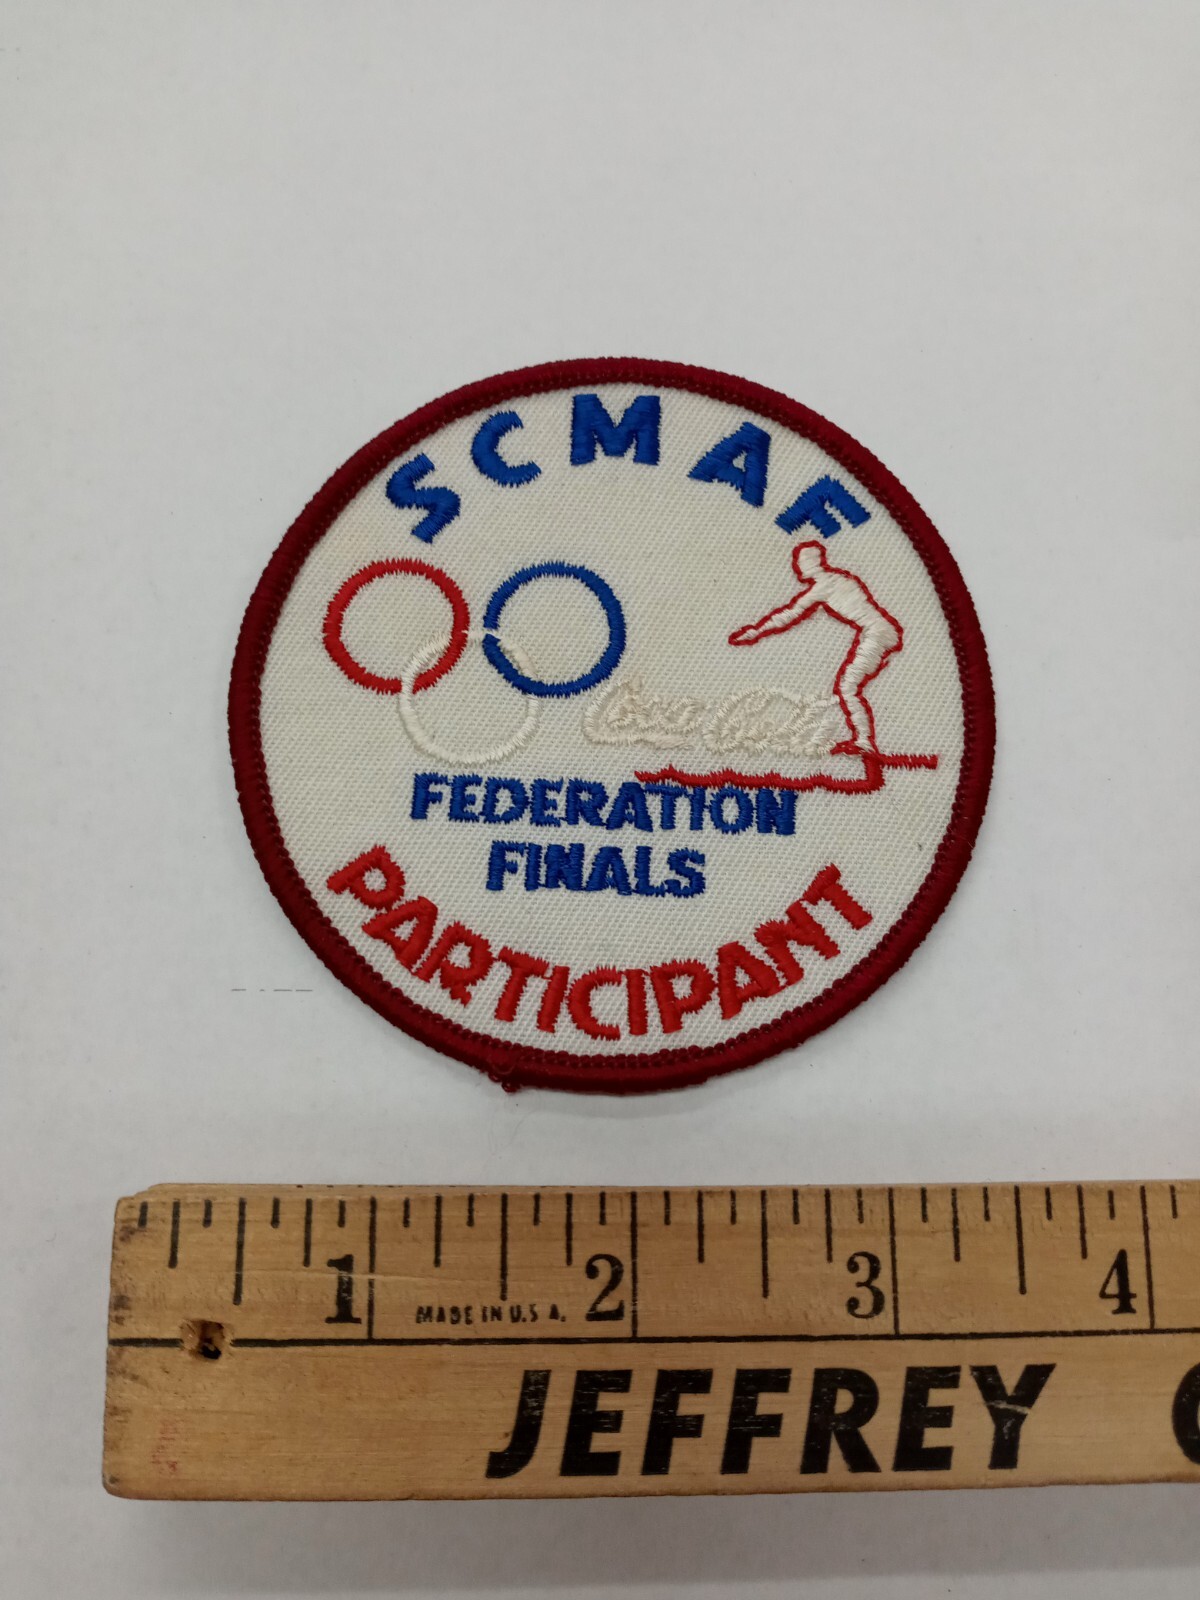 SCMAF
Coca-Cola
FEDERATION
FINALS
PARTICIPANT
1 2 3 4
MADE IN U.S.A.
JEFFREY